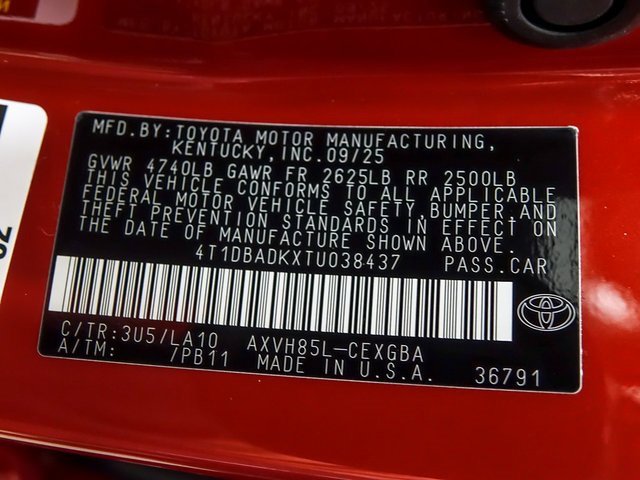 MFD.BY:TOYOTA MOTOR MANUFACTURING,
KENTUCKY, INC.09/25
GVWR 4740LB GAWR FR 2625LB RR 2500LB
THIS VEHICLE CONFORMS TO ALL APPLICABLE
FEDERAL MOTOR VEHICLE SAFETY,BUMPER,AND
THEFT PREVENTION STANDARDS IN EFFECT ON
THE DATE OF MANUFACTURE SHOWN ABOVE.
4T1DBADKXTU038437 PASS.CAR
C/TR:3U5/LA10 AXVH85L-CEXGBA
A/TM: /PB11 MADE IN U.S.A. 36791